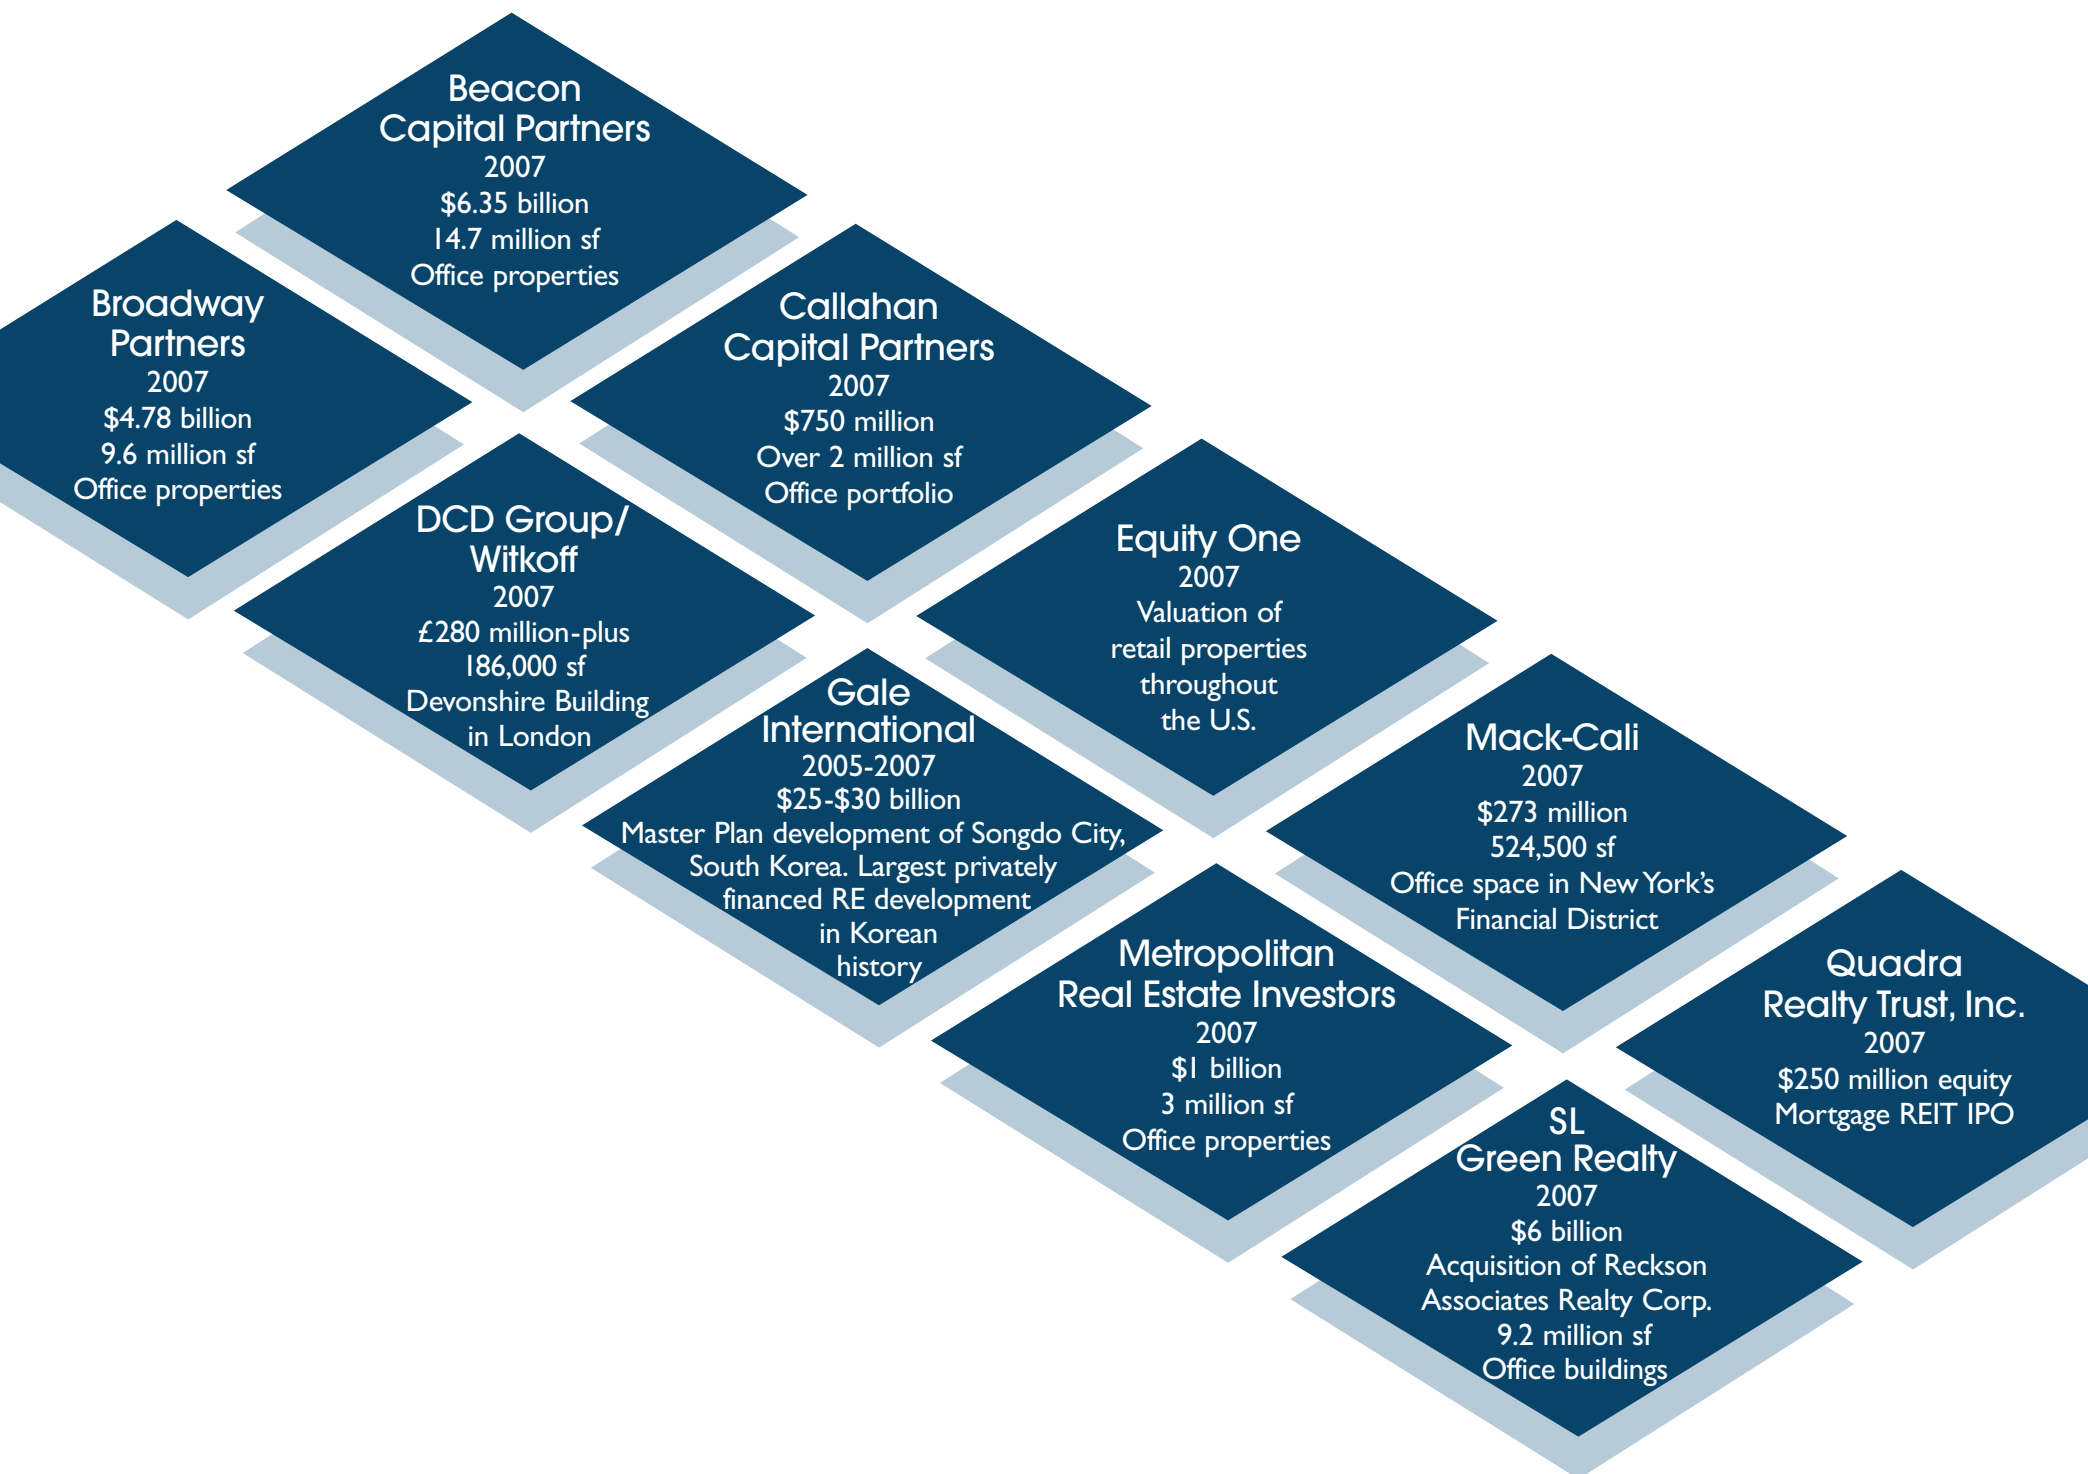 Beacon
Capital Partners
2007
$6.35 billion
14.7 million sf
Office properties
Broadway
Partners
2007
$4.78 billion
9.6 million sf
Office properties
Callahan
Capital Partners
2007
$750 million
Over 2 million sf
Office portfolio
DCD Group/
Witkoff
2007
£280 million-plus
186,000 sf
Devonshire Building
in London
Equity One
2007
Valuation of
retail properties
throughout
the U.S.
Gale
International
2005-2007
$25-$30 billion
Master Plan development of Songdo City,
South Korea. Largest privately
financed RE development
in Korean
history
Mack-Cali
2007
$273 million
524,500 sf
Office space in New York's
Financial District
Metropolitan
Real Estate Investors
2007
$1 billion
3 million sf
Office properties
Quadra
Realty Trust, Inc.
2007
$250 million equity
Mortgage REIT IPO
SL
Green Realty
2007
$6 billion
Acquisition of Reckson
Associates Realty Corp.
9.2 million sf
Office buildings